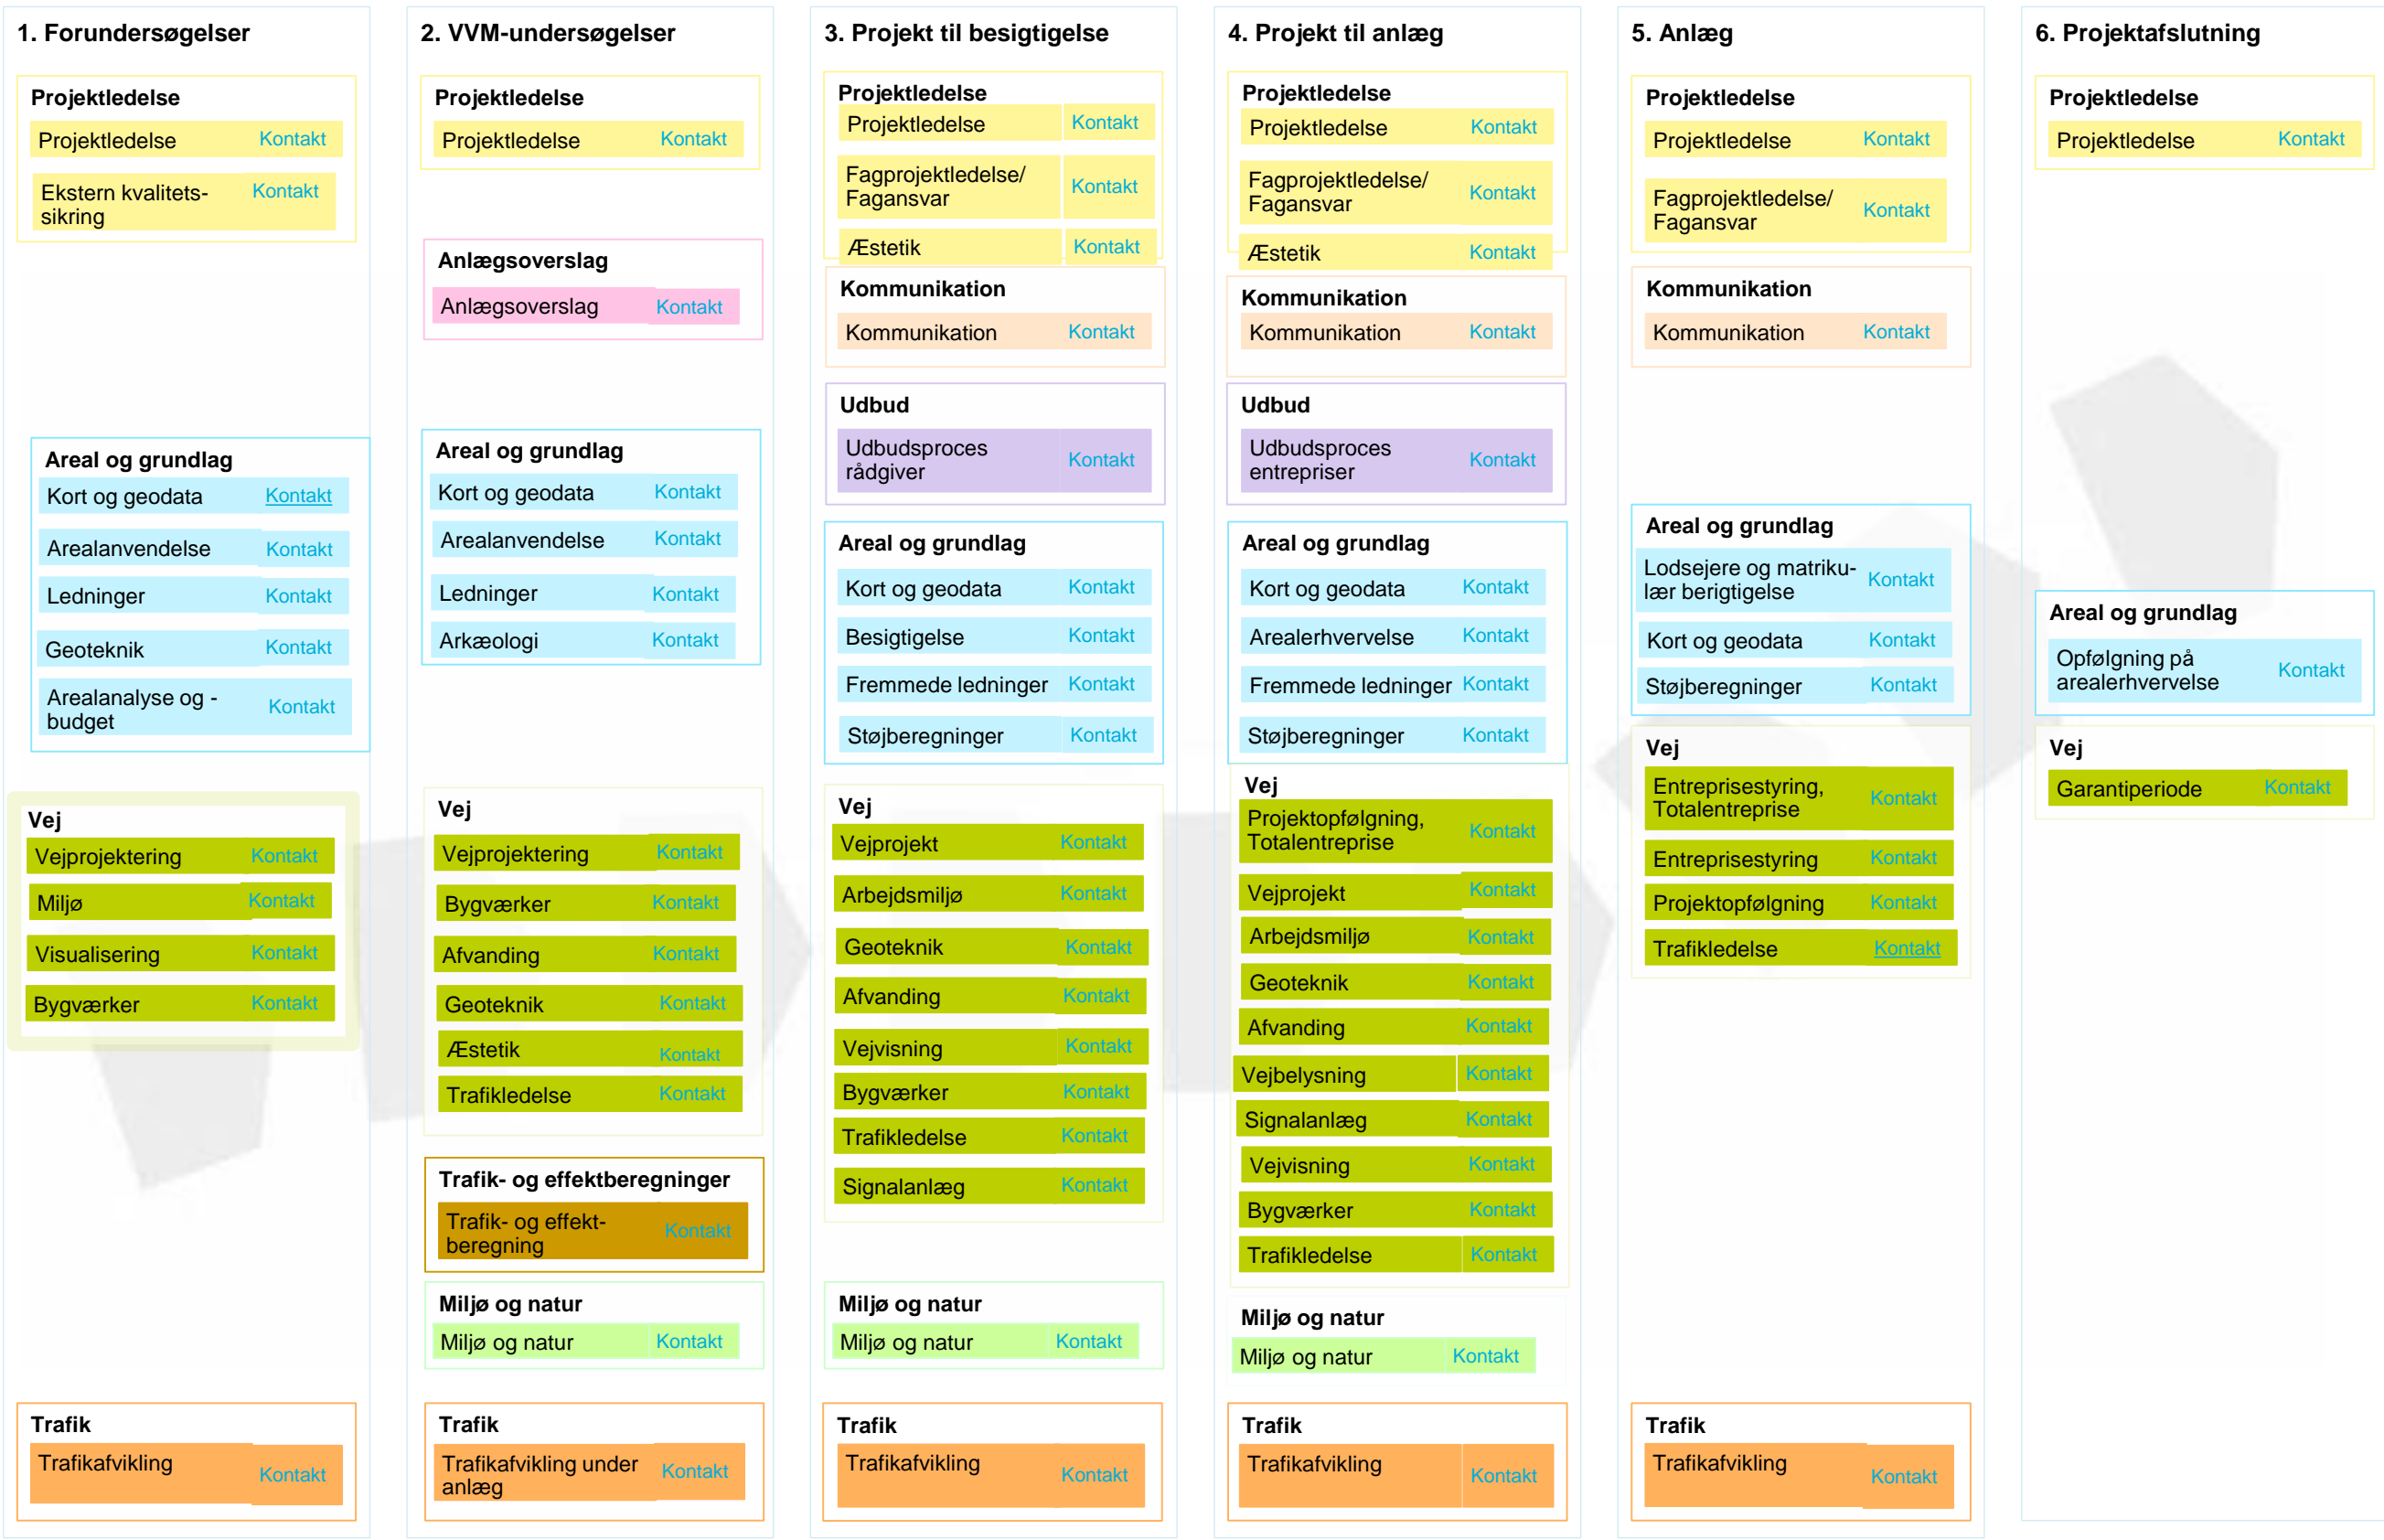 1. Forundersøgelser
Projektledelse
Projektledelse Kontakt
Ekstern kvalitets- Kontakt
sikring
Areal og grundlag
Kort og geodata Kontakt
Arealanvendelse Kontakt
Ledninger Kontakt
Geoteknik Kontakt
Arealanalyse og -
budget Kontakt
Vej
Vejprojektering Kontakt
Miljø Kontakt
Visualisering Kontakt
Bygværker Kontakt
Trafik
Trafikafvikling Kontakt
2. VVM-undersøgelser
Projektledelse
Projektledelse Kontakt
Anlægsoverslag
Anlægsoverslag Kontakt
Areal og grundlag
Kort og geodata Kontakt
Arealanvendelse Kontakt
Ledninger Kontakt
Arkæologi Kontakt
Vej
Vejprojektering Kontakt
Bygværker Kontakt
Afvanding Kontakt
Geoteknik Kontakt
Æstetik Kontakt
Trafikledelse Kontakt
Trafik- og effektberegninger
Trafik- og effekt-
beregning Kontakt
Miljø og natur
Miljø og natur Kontakt
Trafik
Trafikafvikling under Kontakt
anlæg
3. Projekt til besigtigelse
Projektledelse
Projektledelse Kontakt
Fagprojektledelse/ Kontakt
Fagansvar
Æstetik Kontakt
Kommunikation
Kommunikation Kontakt
Udbud
Udbudsproces Kontakt
rådgiver
Areal og grundlag
Kort og geodata Kontakt
Besigtigelse Kontakt
Fremmede ledninger Kontakt
Støjberegninger Kontakt
Vej
Vejprojekt Kontakt
Arbejdsmiljø Kontakt
Geoteknik Kontakt
Afvanding Kontakt
Vejvisning Kontakt
Bygværker Kontakt
Trafikledelse Kontakt
Signalanlæg Kontakt
Miljø og natur
Miljø og natur Kontakt
Trafik
Trafikafvikling Kontakt
4. Projekt til anlæg
Projektledelse
Projektledelse Kontakt
Fagprojektledelse/ Kontakt
Fagansvar
Æstetik Kontakt
Kommunikation
Kommunikation Kontakt
Udbud
Udbudsproces Kontakt
entrepriser
Areal og grundlag
Kort og geodata Kontakt
Arealerhvervelse Kontakt
Fremmede ledninger Kontakt
Støjberegninger Kontakt
Vej
Projektopfølgning, Kontakt
Totalentreprise
Vejprojekt Kontakt
Arbejdsmiljø Kontakt
Geoteknik Kontakt
Afvanding Kontakt
Vejbelysning Kontakt
Signalanlæg Kontakt
Vejvisning Kontakt
Bygværker Kontakt
Trafikledelse Kontakt
Miljø og natur
Miljø og natur Kontakt
Trafik
Trafikafvikling Kontakt
5. Anlæg
Projektledelse
Projektledelse Kontakt
Fagprojektledelse/ Kontakt
Fagansvar
Kommunikation
Kommunikation Kontakt
Areal og grundlag
Lodsejere og matriku- Kontakt
lær berigtigelse
Kort og geodata Kontakt
Støjberegninger Kontakt
Vej
Entreprisestyring, Kontakt
Totalentreprise
Entreprisestyring Kontakt
Projektopfølgning Kontakt
Trafikledelse Kontakt
Trafik
Trafikafvikling Kontakt
6. Projektafslutning
Projektledelse
Projektledelse Kontakt
Areal og grundlag
Opfølgning på Kontakt
arealerhvervelse
Vej
Garantiperiode Kontakt